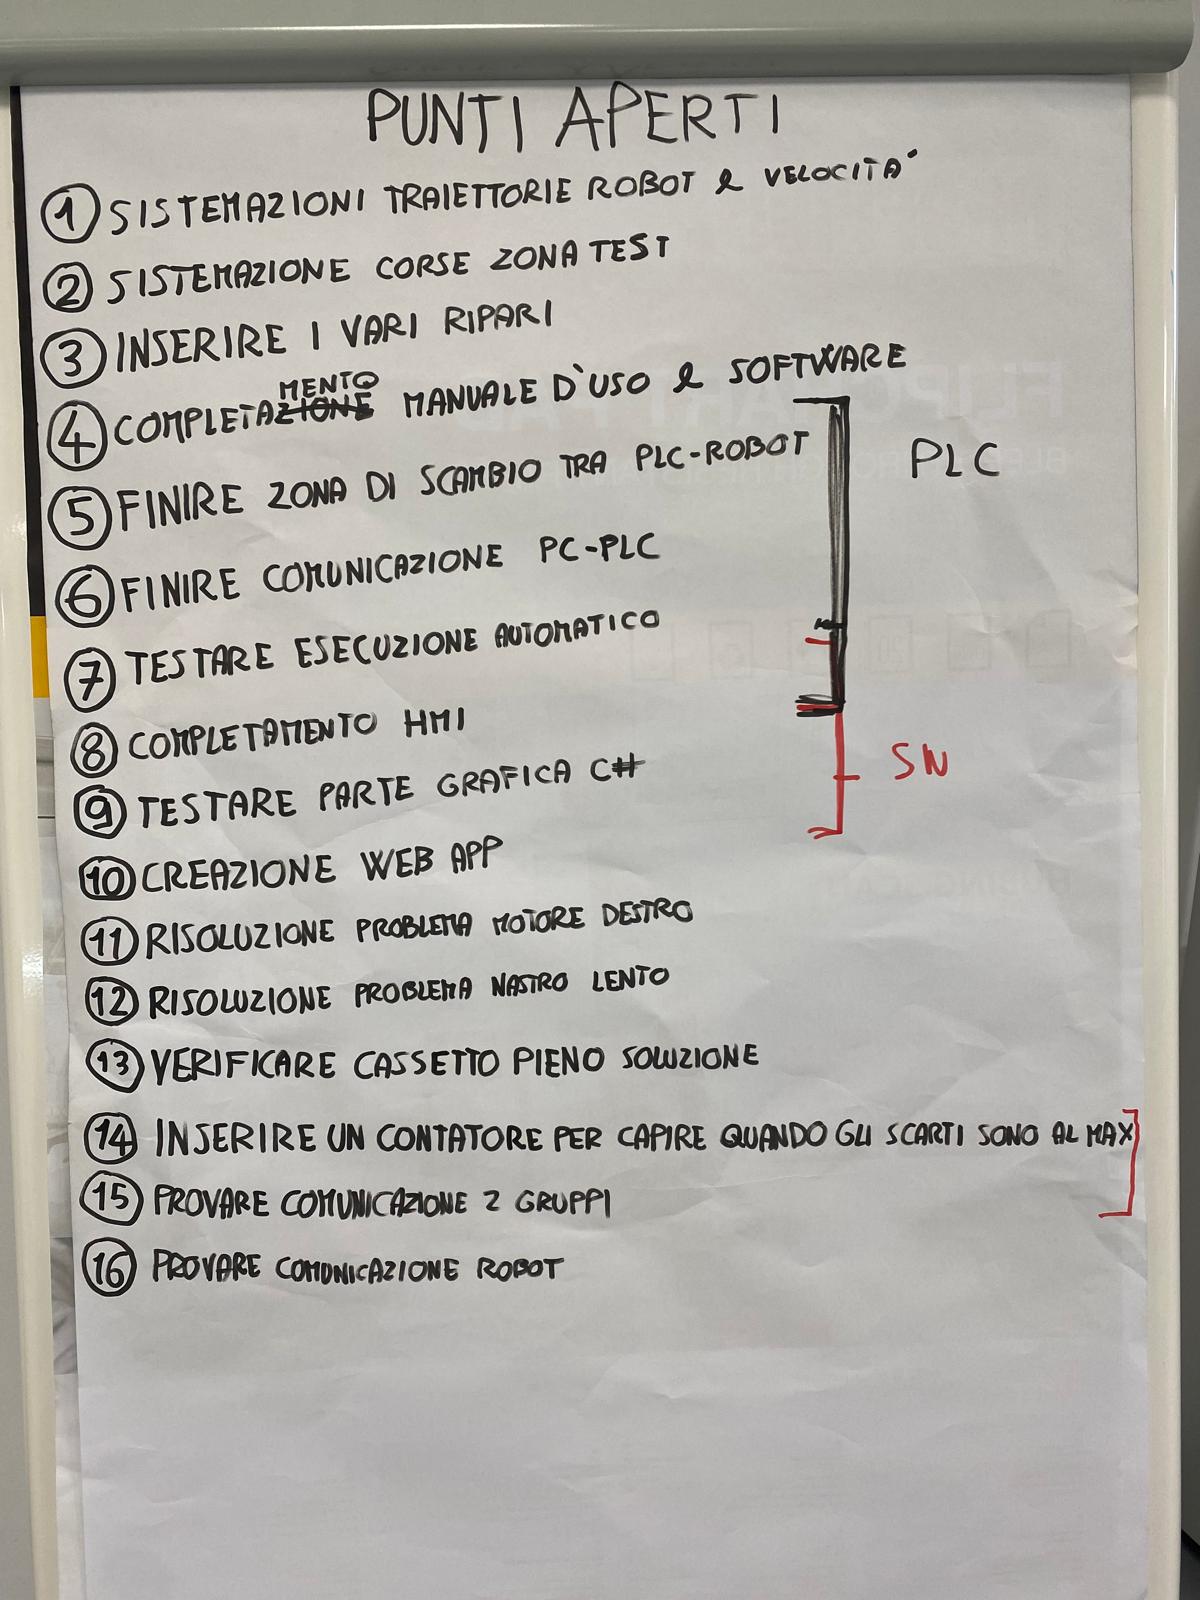 PUNTI APERTI
1 SISTEMAZIONI TRAIETTORIE ROBOT e VELOCITA'
2 SISTEMAZIONE CORSE ZONA TEST
3 INSERIRE I VARI RIPARI
MENTO
4 COMPLETAZIONE MANUALE D'USO e SOFTWARE
5 FINIRE ZONA DI SCAMBIO TRA PLC-ROBOT
PLC
6 FINIRE COMUNICAZIONE PC-PLC
7 TESTARE ESECUZIONE AUTOMATICO
8 COMPLETAMENTO HMI
SW
9 TESTARE PARTE GRAFICA C#
10 CREAZIONE WEB APP
11 RISOLUZIONE PROBLEMA MOTORE DESTRO
12 RISOLUZIONE PROBLEMA NASTRO LENTO
13 VERIFICARE CASSETTO PIENO SOLUZIONE
14 INSERIRE UN CONTATORE PER CAPIRE QUANDO GLI SCARTI SONO AL MAX
15 PROVARE COMUNICAZIONE 2 GRUPPI
16 PROVARE COMUNICAZIONE ROBOT